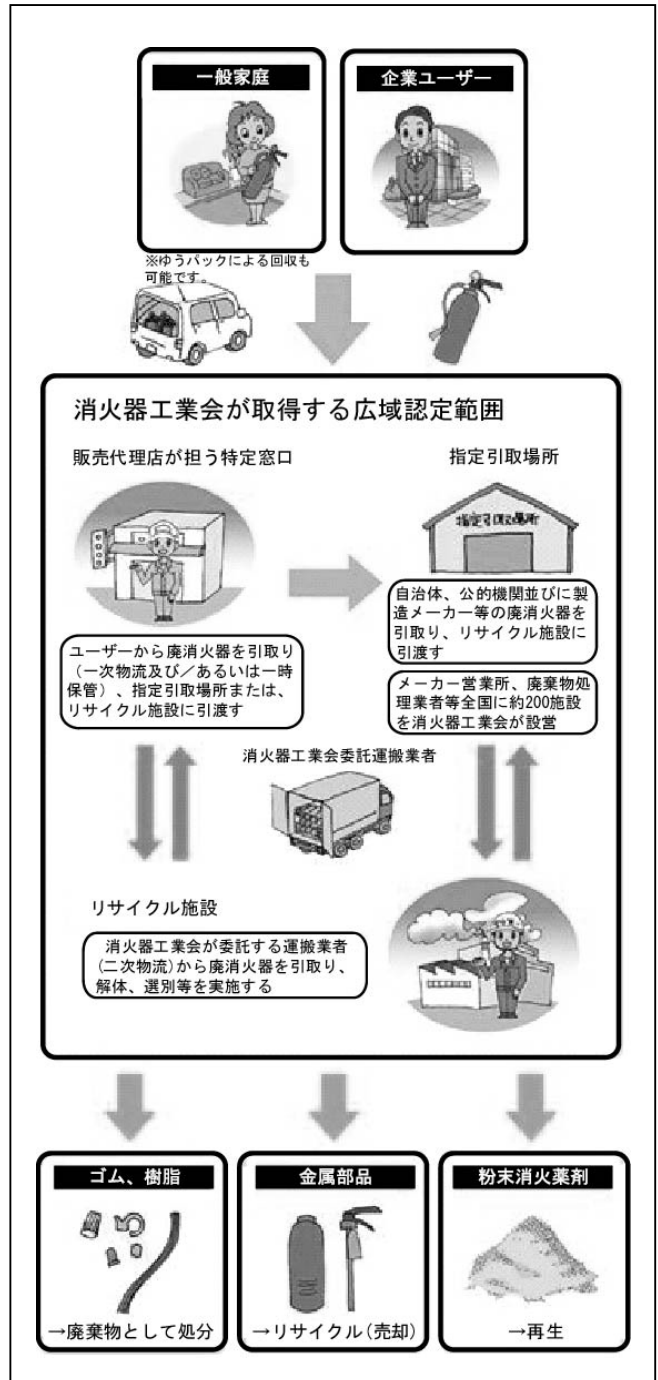 一般家庭
企業ユーザー
※ゆうパックによる回収も
可能です。
消火器工業会が取得する広域認定範囲
販売代理店が担う特定窓口
指定引取場所
指定引取場所
ユーザーから廃消火器を引取り
（一次物流及び／あるいは一時
保管）、指定引取場所または、
リサイクル施設に引渡す
自治体、公的機関並びに製
造メーカー等の廃消火器を
引取り、リサイクル施設に
引渡す
メーカー営業所、廃棄物処
理業者等全国に約200施設
を消火器工業会が設営
消火器工業会委託運搬業者
リサイクル施設
消火器工業会が委託する運搬業者
(二次物流)から廃消火器を引取り、
解体、選別等を実施する
ゴム、樹脂
→廃棄物として処分
金属部品
→リサイクル(売却)
粉末消火薬剤
→再生